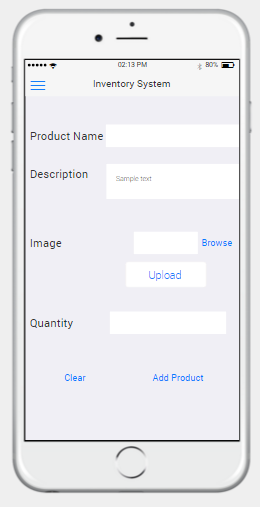 02:13 PM 80%
Inventory System
Product Name
Description
Sample text
Image Browse
Upload
Quantity
Clear Add Product